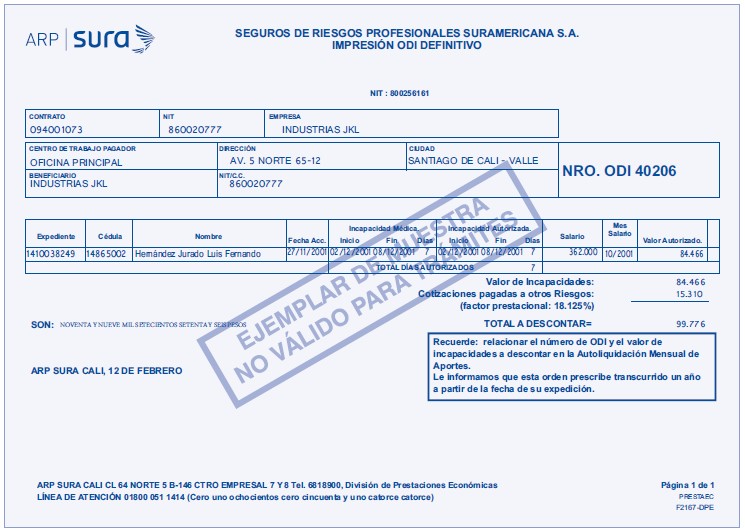 ARP sura
SEGUROS DE RIESGOS PROFESIONALES SURAMERICANA S.A.
IMPRESIÓN ODI DEFINITIVO
NIT : 800256161
CONTRATO NIT EMPRESA
094001073 860020777 INDUSTRIAS JKL
CENTRO DE TRABAJO PAGADOR DIRECCIÓN CIUDAD
OFICINA PRINCIPAL AV. 5 NORTE 65-12 SANTIAGO DE CALI - VALLE
NRO. ODI 40206
BENEFICIARIO NIT/C.C.
INDUSTRIAS JKL 860020777
Expediente Cédula Nombre Fecha Acc. Incapacidad Médica. Inicio Fin Días Incapacidad Autorizada. Inicio Fin Días Salario Mes Salario Valor Autorizado.
1410038249 14865002 Hernández Jurado Luis Fernando 27/11/2001 02/12/2001 08/12/2001 7 02/12/2001 08/12/2001 7 362.000 10/2001 84.466
TOTAL DÍAS AUTORIZADOS 7
Valor de Incapacidades: 84.466
Cotizaciones pagadas a otros Riesgos: 15.310
(factor prestacional: 18.125%)
SON: NOVENTA Y NUEVE MIL SETECIENTOS SETENTA Y SEIS PESOS
TOTAL A DESCONTAR= 99.776
Recuerde: relacionar el número de ODI y el valor de
incapacidades a descontar en la Autoliquidación Mensual de
Aportes.
Le informamos que esta orden prescribe transcurrido un año
a partir de la fecha de su expedición.
ARP SURA CALI, 12 DE FEBRERO
EJEMPLAR DE MUESTRA
NO VÁLIDO PARA TRÁMITES
ARP SURA CALI CL 64 NORTE 5 B-146 CTRO EMPRESAL 7 Y 8 Tel. 6818900, División de Prestaciones Económicas
LÍNEA DE ATENCIÓN 01800 051 1414 (Cero uno ochocientos cero cincuenta y uno catorce catorce)
Página 1 de 1
PRESTAEC
F2167-DPE